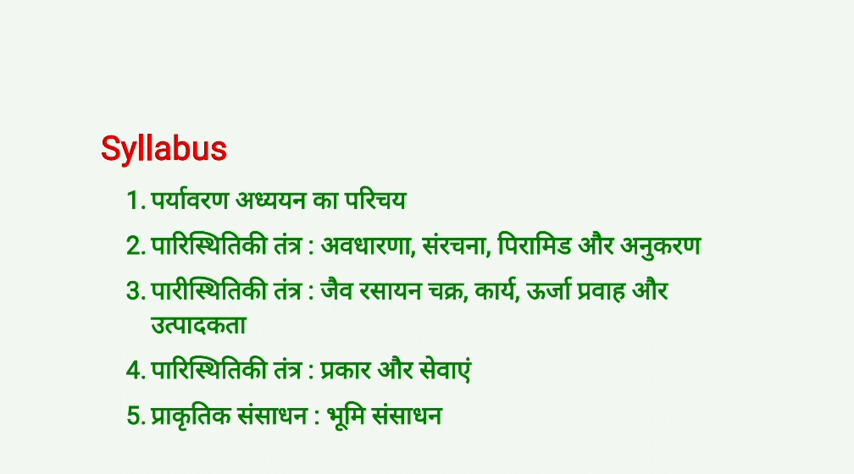 Syllabus
1. पर्यावरण अध्ययन का परिचय
2. पारिस्थितिकी तंत्र : अवधारणा, संरचना, पिरामिड और अनुकरण
3. पारीस्थितिकी तंत्र : जैव रसायन चक्र, कार्य, ऊर्जा प्रवाह और
उत्पादकता
4. पारिस्थितिकी तंत्र : प्रकार और सेवाएं
5. प्राकृतिक संसाधन : भूमि संसाधन